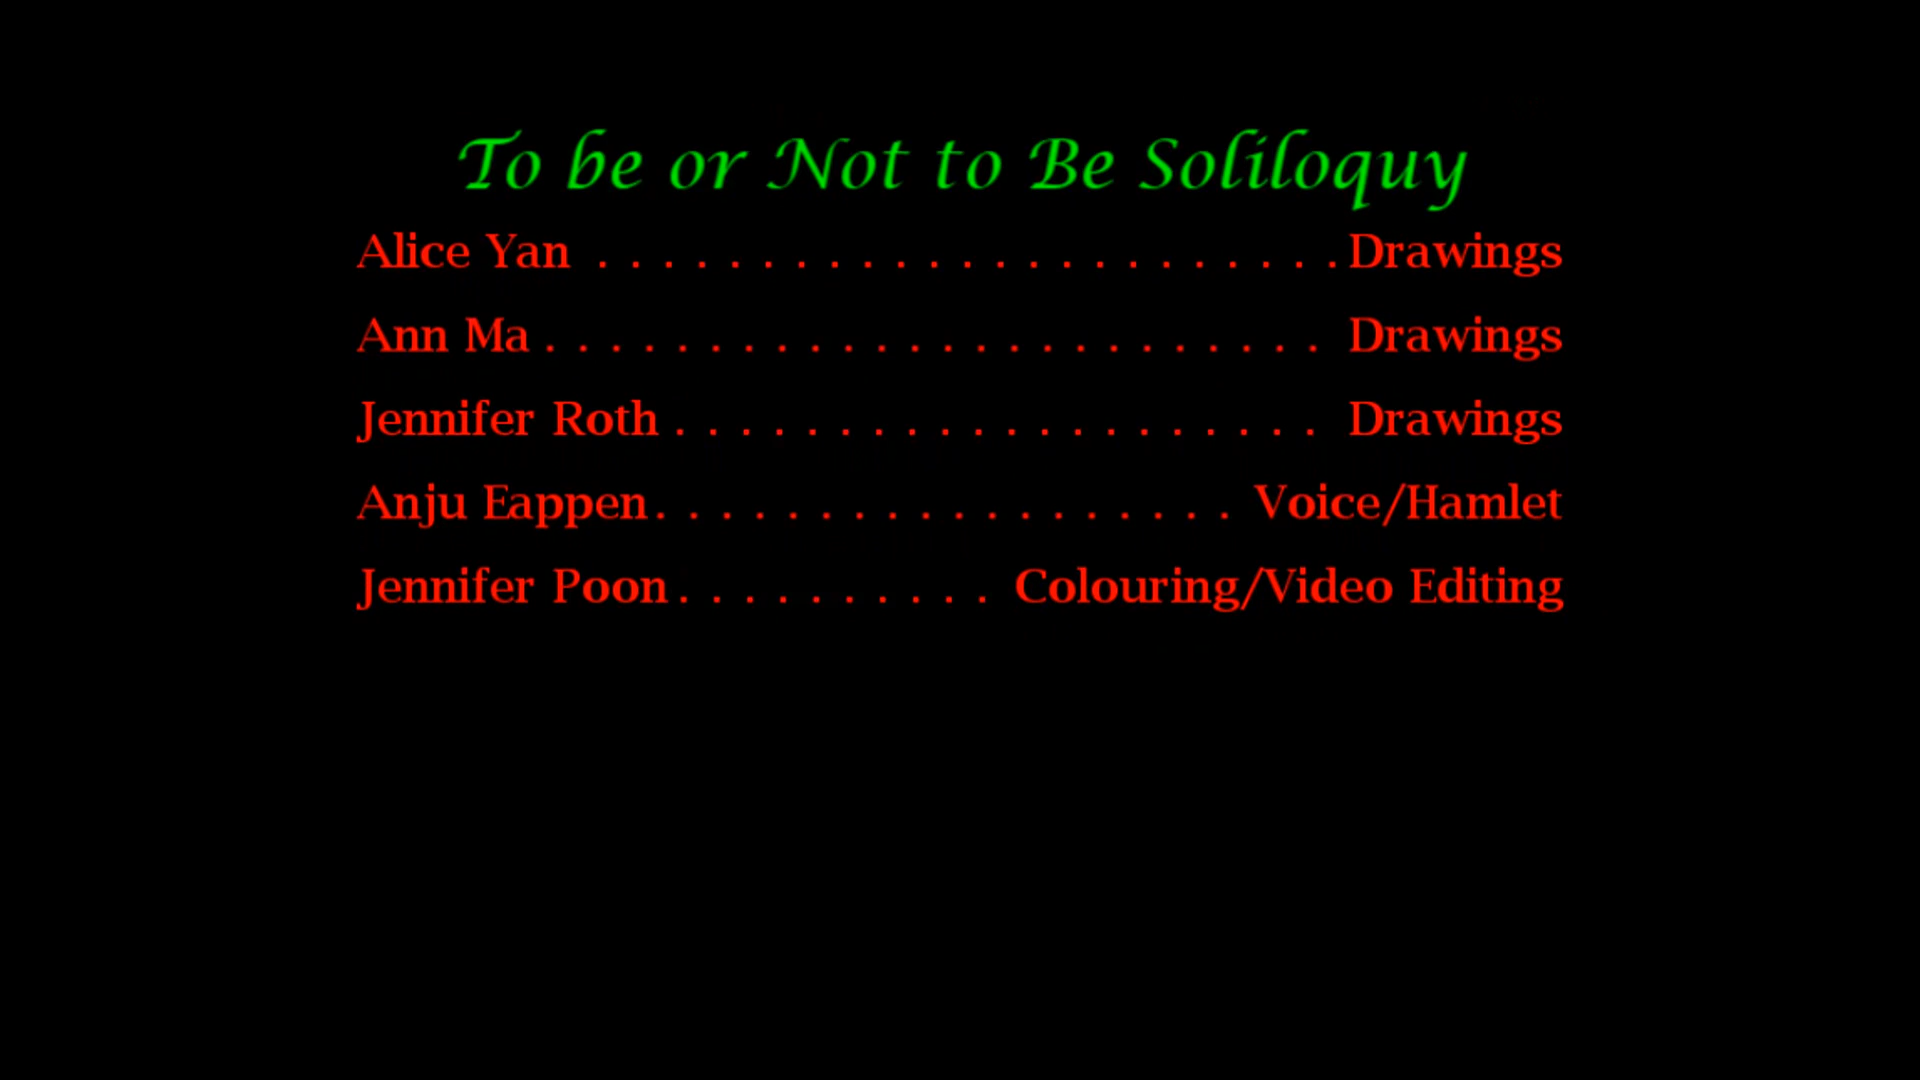 To be or Not to Be Soliloquy
Alice Yan . . . . . . . . . . . . . . . . . . . . . . . Drawings
Ann Ma . . . . . . . . . . . . . . . . . . . . . . . . Drawings
Jennifer Roth . . . . . . . . . . . . . . . . . . . . Drawings
Anju Eappen . . . . . . . . . . . . . . . . . . Voice/Hamlet
Jennifer Poon . . . . . . . . . . Colouring/Video Editing